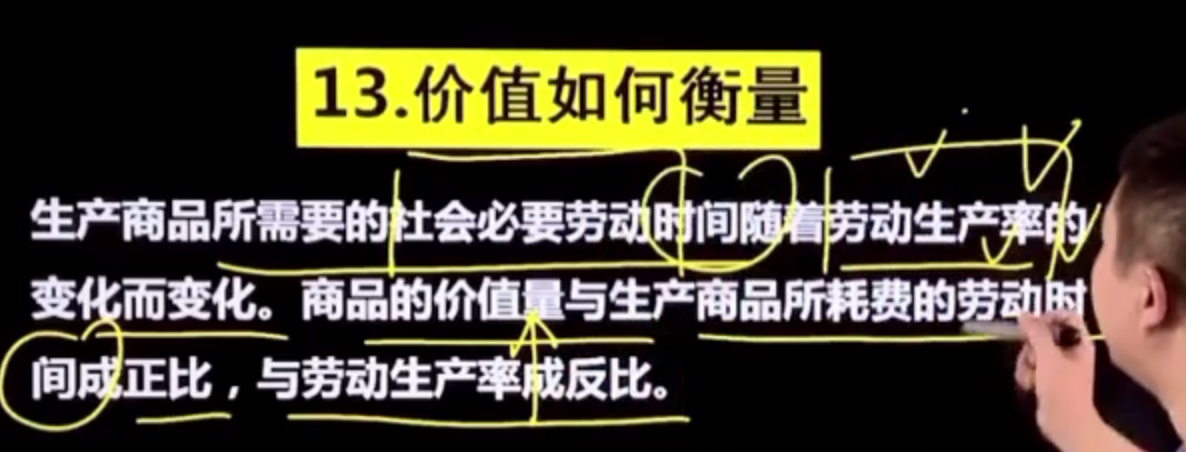 13.价值如何衡量
生产商品所需要的社会必要劳动时间随着劳动生产率的
变化而变化。商品的价值量与生产商品所耗费的劳动时
间成正比，与劳动生产率成反比。